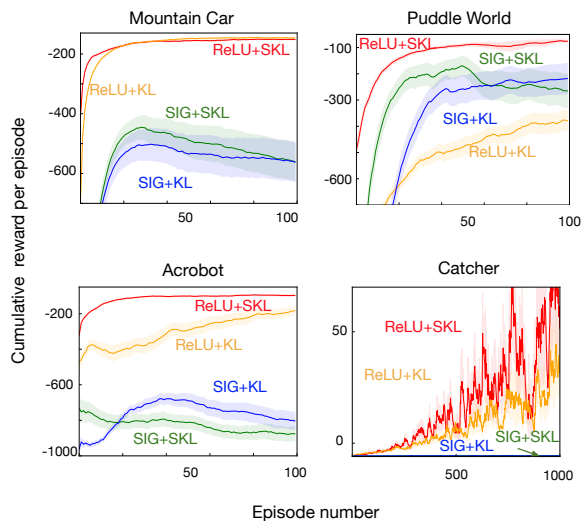 Mountain Car
Puddle World
-200
-400
-600
50
100
ReLU+SKL
ReLU+KL
SIG+SKL
SIG+KL
-100
-300
-600
50
100
ReLU+SKL
SIG+SKL
SIG+KL
ReLU+KL
Cumulative reward per episode
Acrobot
Catcher
-200
-400
-600
-800
-1000
50
100
ReLU+SKL
ReLU+KL
SIG+KL
SIG+SKL
50
0
500
1000
ReLU+SKL
ReLU+KL
SIG+SKL
SIG+KL
Episode number